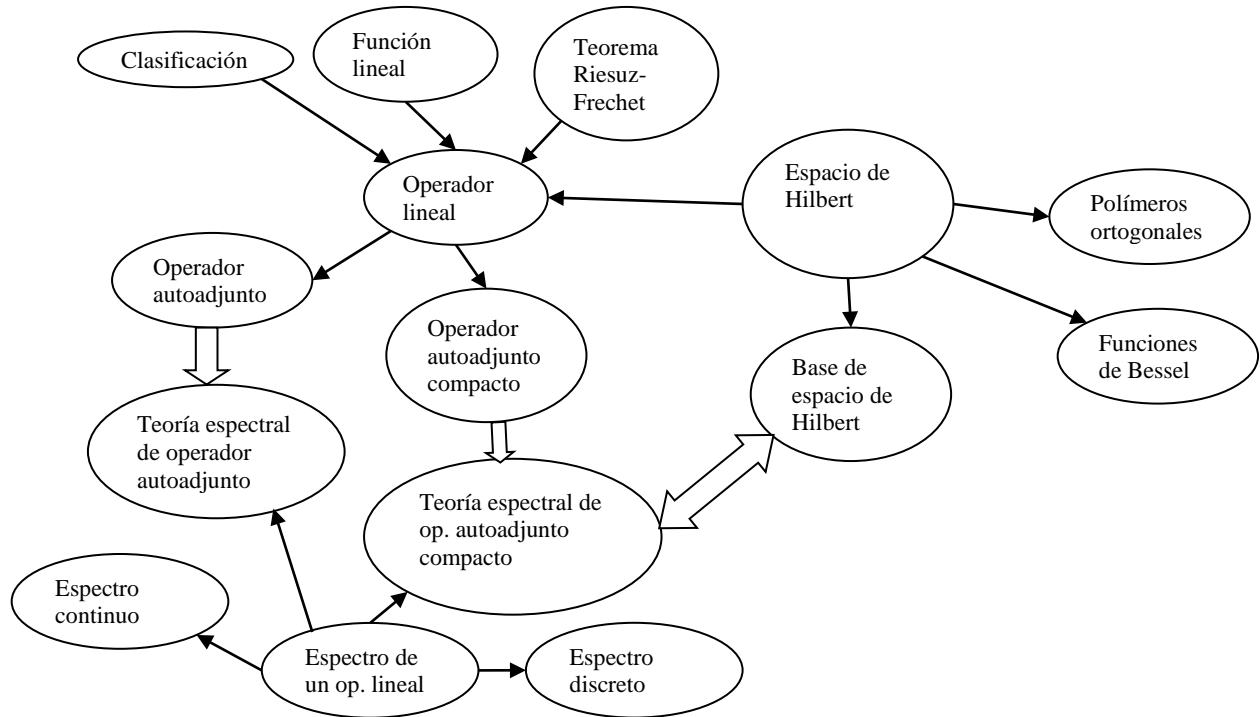 Clasificación
Función
lineal
Teorema
Riesuz-
Frechet
Operador
lineal
Espacio de
Hilbert
Polímeros
ortogonales
Operador
autoadjunto
Operador
autoadjunto
compacto
Funciones
de Bessel
Base de
espacio de
Hilbert
Teoría espectral
de operador
autoadjunto
Teoría espectral de
op. autoadjunto
compacto
Espectro
continuo
Espectro de
un op. lineal
Espectro
discreto